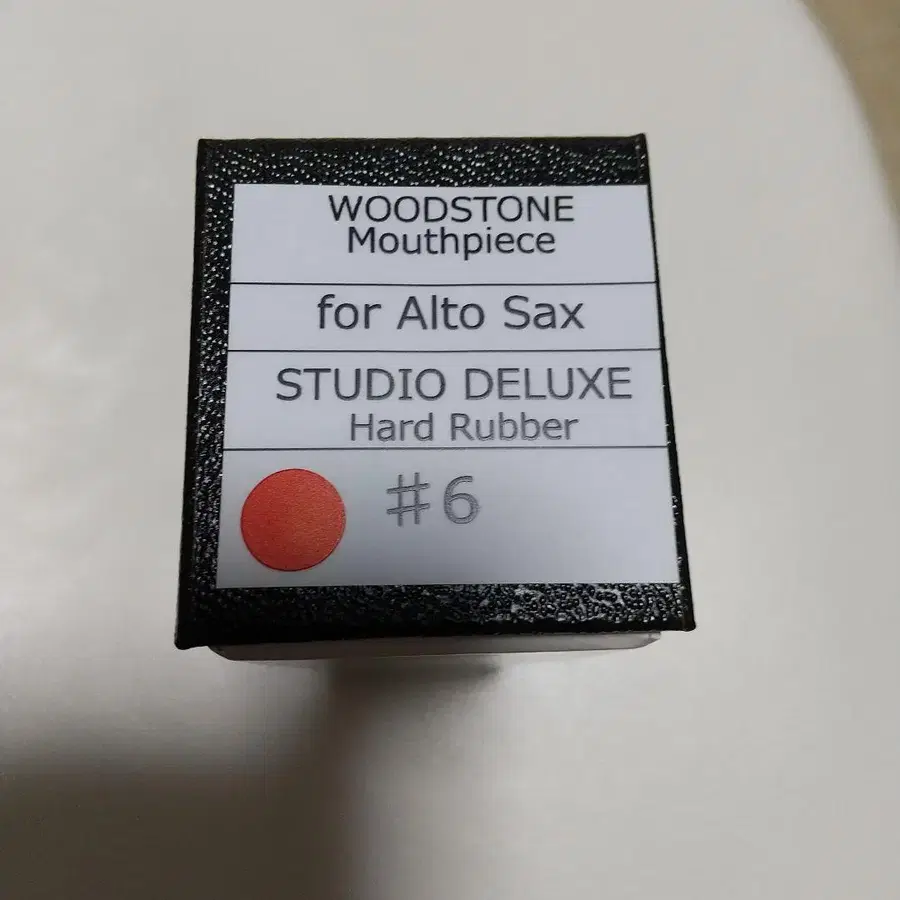 WOODSTONE
Mouthpiece
for Alto Sax
STUDIO DELUXE
Hard Rubber
#6